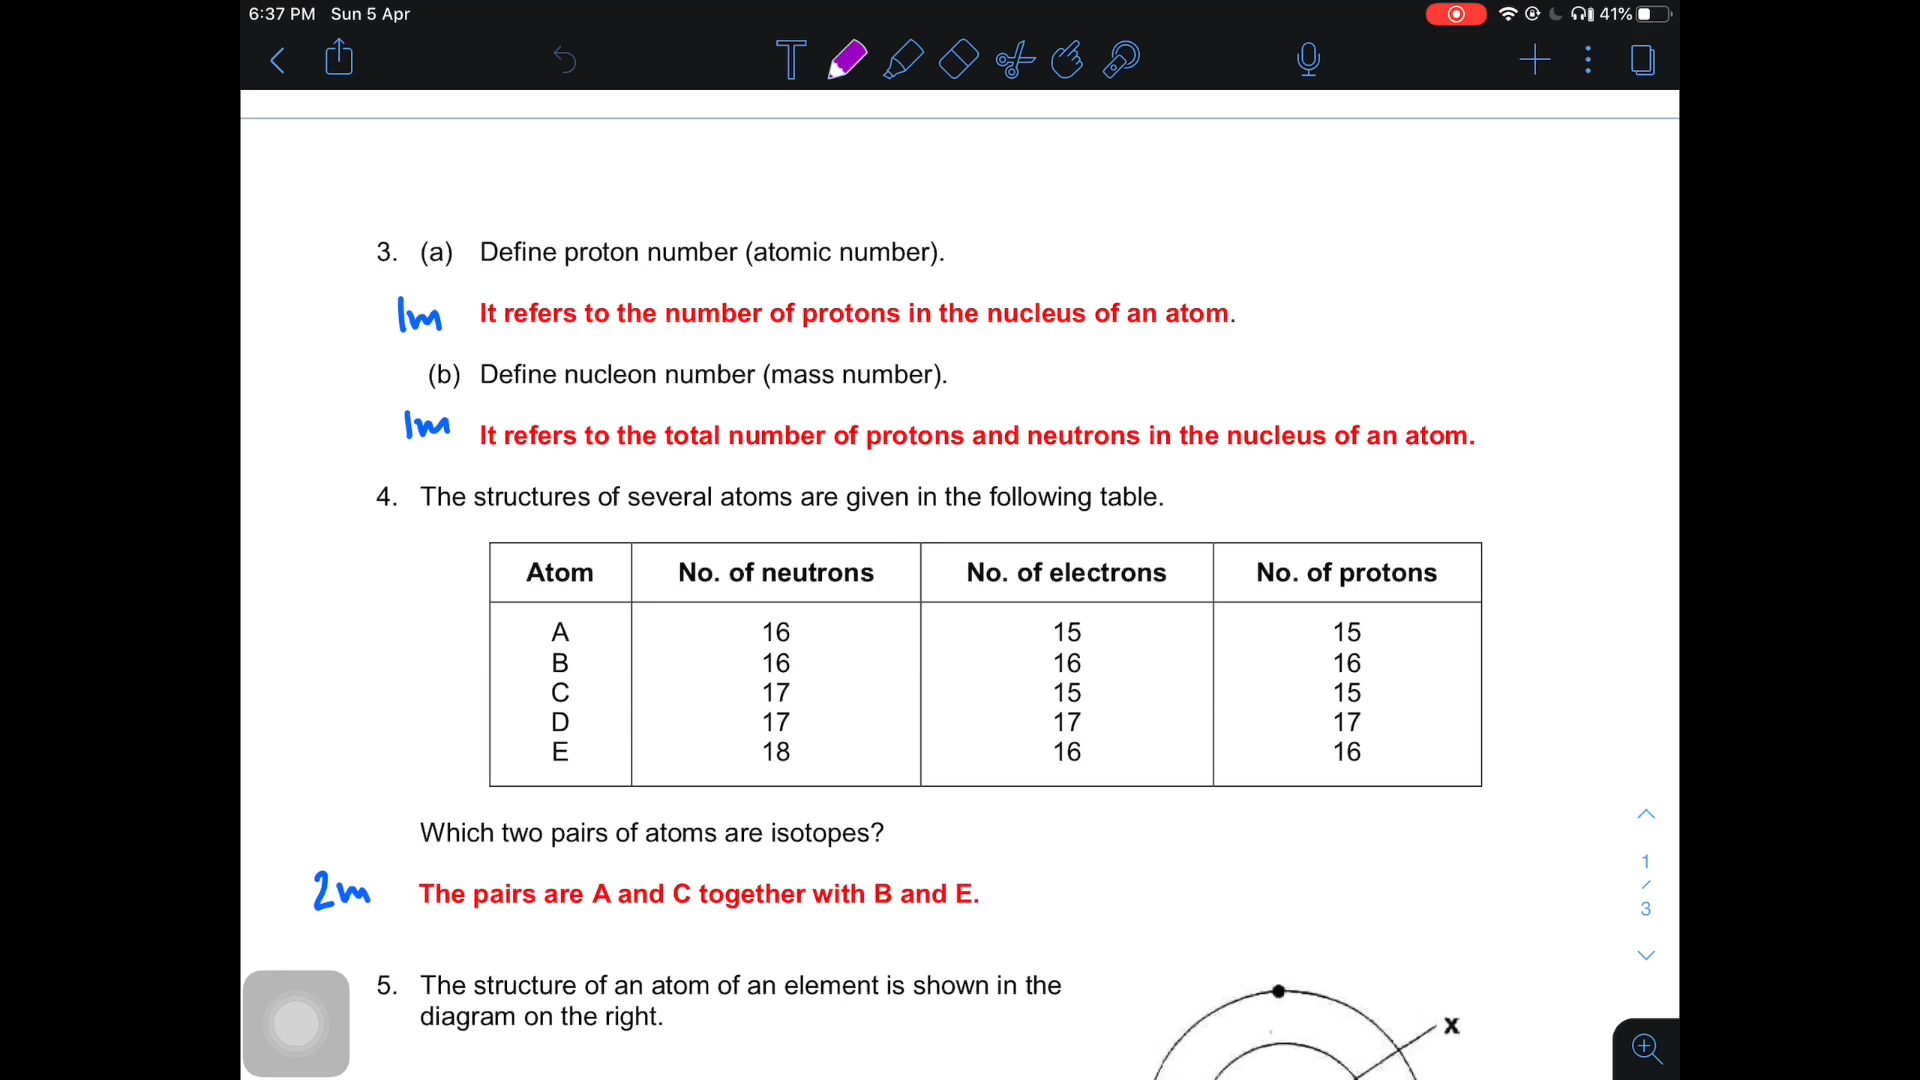 6:37 PM Sun 5 Apr 41%
3. (a) Define proton number (atomic number).
1m It refers to the number of protons in the nucleus of an atom.
(b) Define nucleon number (mass number).
1m It refers to the total number of protons and neutrons in the nucleus of an atom.
4. The structures of several atoms are given in the following table.
Atom No. of neutrons No. of electrons No. of protons
A 16 15 15
B 16 16 16
C 17 15 15
D 17 17 17
E 18 16 16
Which two pairs of atoms are isotopes?
2m The pairs are A and C together with B and E.
1
/
3
5. The structure of an atom of an element is shown in the
diagram on the right.
X